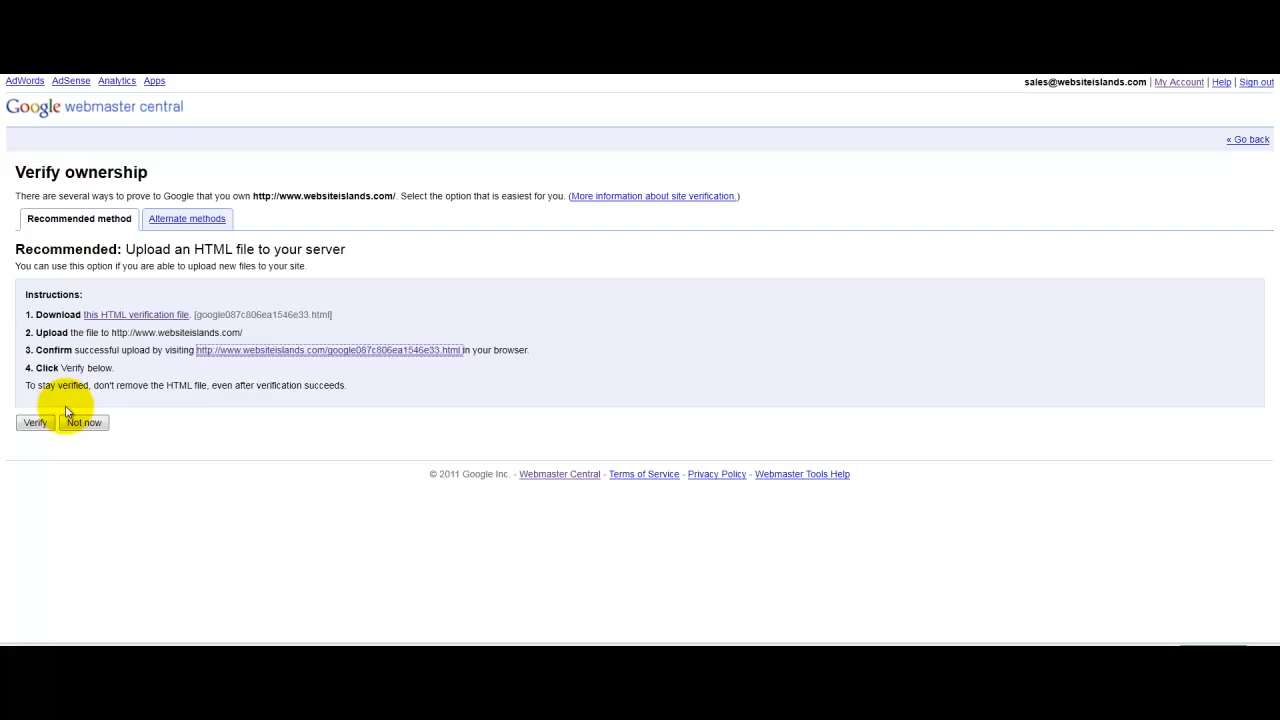 AdWords AdSense Analytics Apps
sales@websiteislands.com | My Account | Help | Sign out
Google webmaster central
« Go back
Verify ownership
There are several ways to prove to Google that you own http://www.websiteislands.com/. Select the option that is easiest for you. (More information about site verification.)
Recommended method Alternate methods
Recommended: Upload an HTML file to your server
You can use this option if you are able to upload new files to your site.
Instructions:
1. Download this HTML verification file. [google087c806ea1546e33.html]
2. Upload the file to http://www.websiteislands.com/
3. Confirm successful upload by visiting http://www.websiteislands.com/google087c806ea1546e33.html in your browser.
4. Click Verify below.
To stay verified, don't remove the HTML file, even after verification succeeds.
Verify Not now
© 2011 Google Inc. - Webmaster Central - Terms of Service - Privacy Policy - Webmaster Tools Help